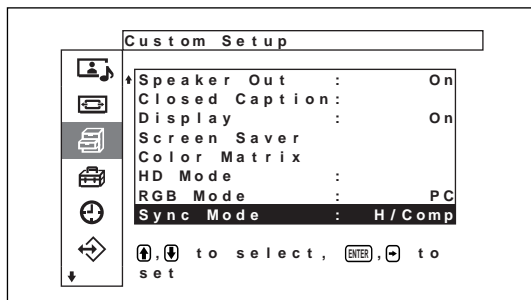 Custom Setup
Speaker Out : On
Closed Caption:
Display : On
Screen Saver
Color Matrix
HD Mode :
RGB Mode : PC
Sync Mode : H/Comp
, to select, ENTER, to
set